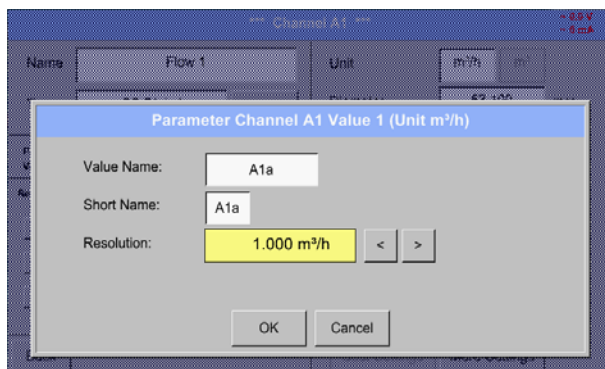 *** Channel A1 ***
Name
Flow 1
Unit
m³/h
m³
Parameter Channel A1 Value 1 (Unit m³/h)
Value Name:
A1a
Short Name:
A1a
Resolution:
1.000 m³/h
<
>
OK
Cancel